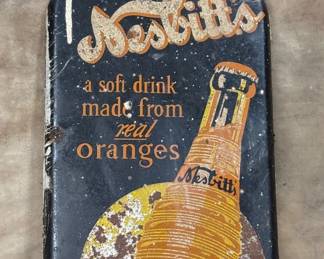 Nesbitt's
a soft drink
made from
real
oranges
Nesbitt's